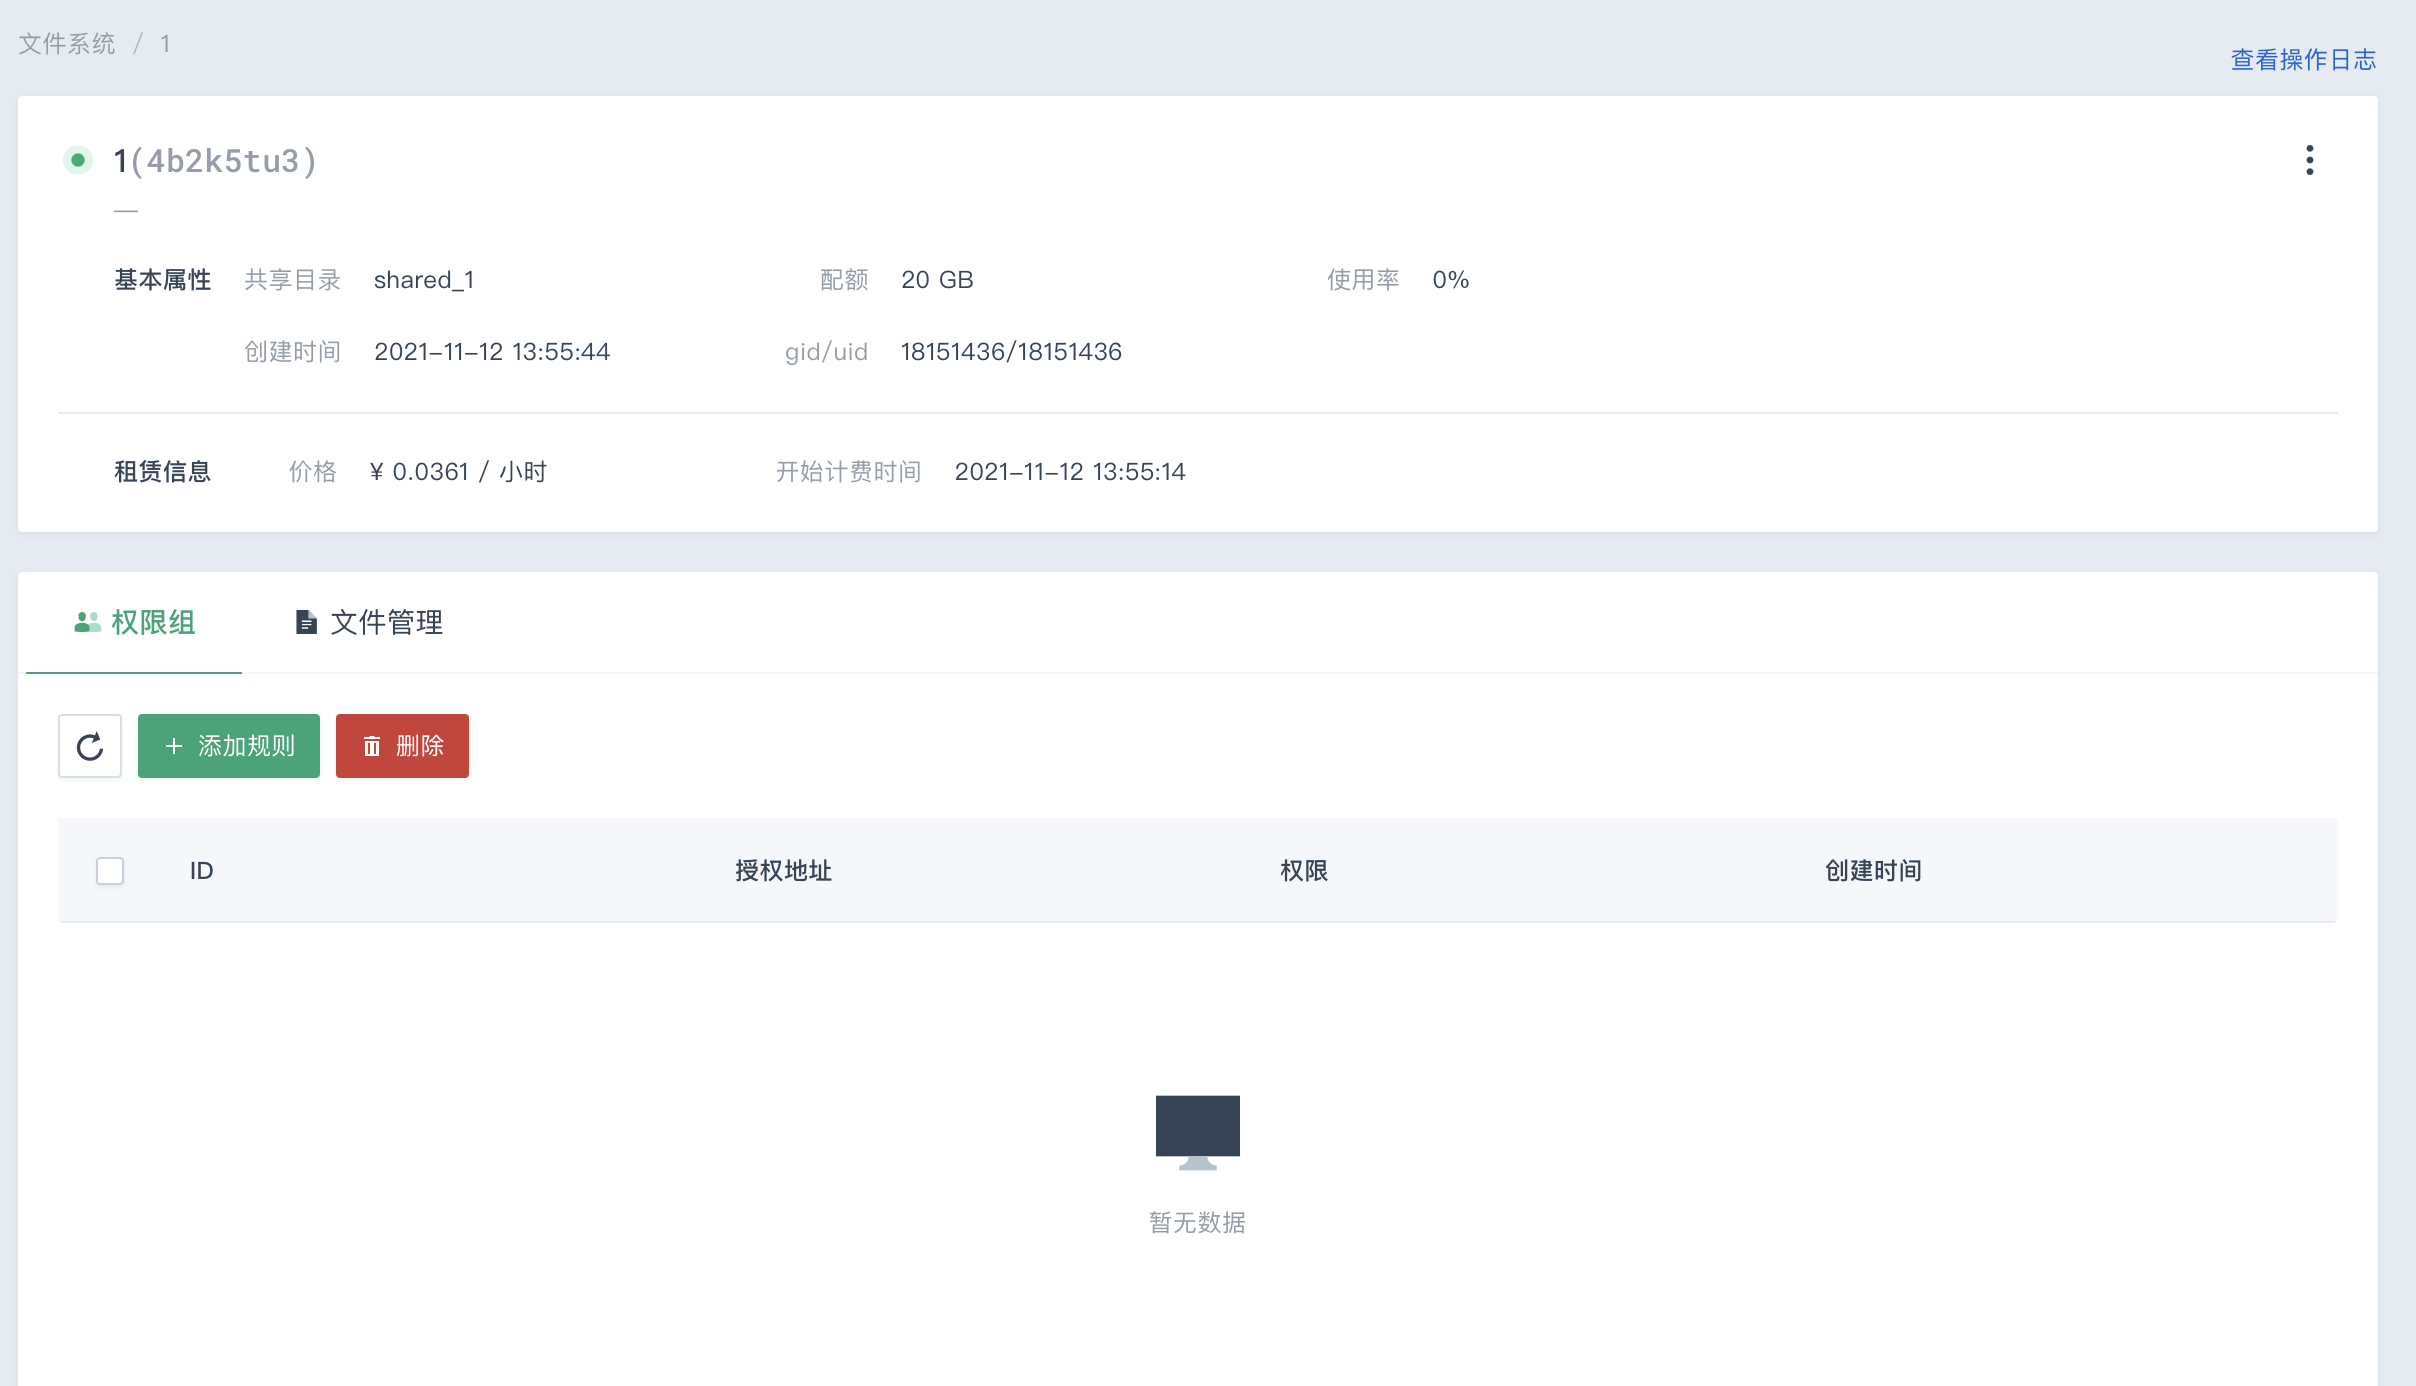 文件系统 / 1
查看操作日志
1(4b2k5tu3)
—
基本属性 共享目录 shared_1 配额 20 GB 使用率 0%
创建时间 2021-11-12 13:55:44 gid/uid 18151436/18151436
租赁信息 价格 ¥ 0.0361 / 小时 开始计费时间 2021-11-12 13:55:14
权限组 文件管理
+ 添加规则 删除
ID 授权地址 权限 创建时间
暂无数据